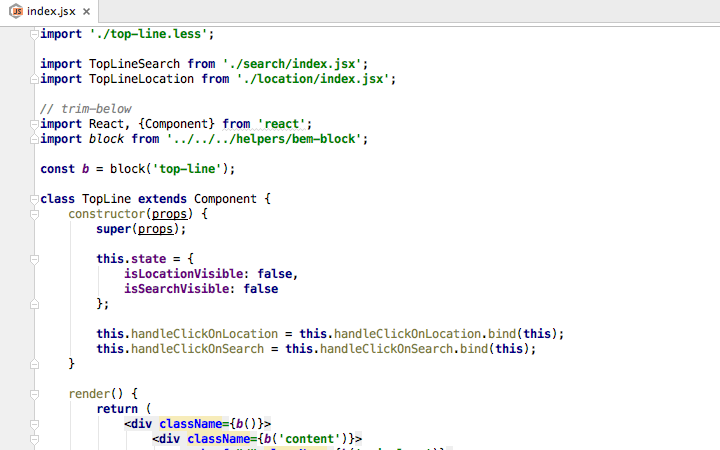 index.jsx
import './top-line.less';
import TopLineSearch from './search/index.jsx';
import TopLineLocation from './location/index.jsx';
// trim-below
import React, {Component} from 'react';
import block from '../../../helpers/bem-block';
const b = block('top-line');
class TopLine extends Component {
constructor(props) {
super(props);
this.state = {
isLocationVisible: false,
isSearchVisible: false
};
this.handleClickOnLocation = this.handleClickOnLocation.bind(this);
this.handleClickOnSearch = this.handleClickOnSearch.bind(this);
}
render() {
return (
<div className={b()}>
<div className={b('content')}>